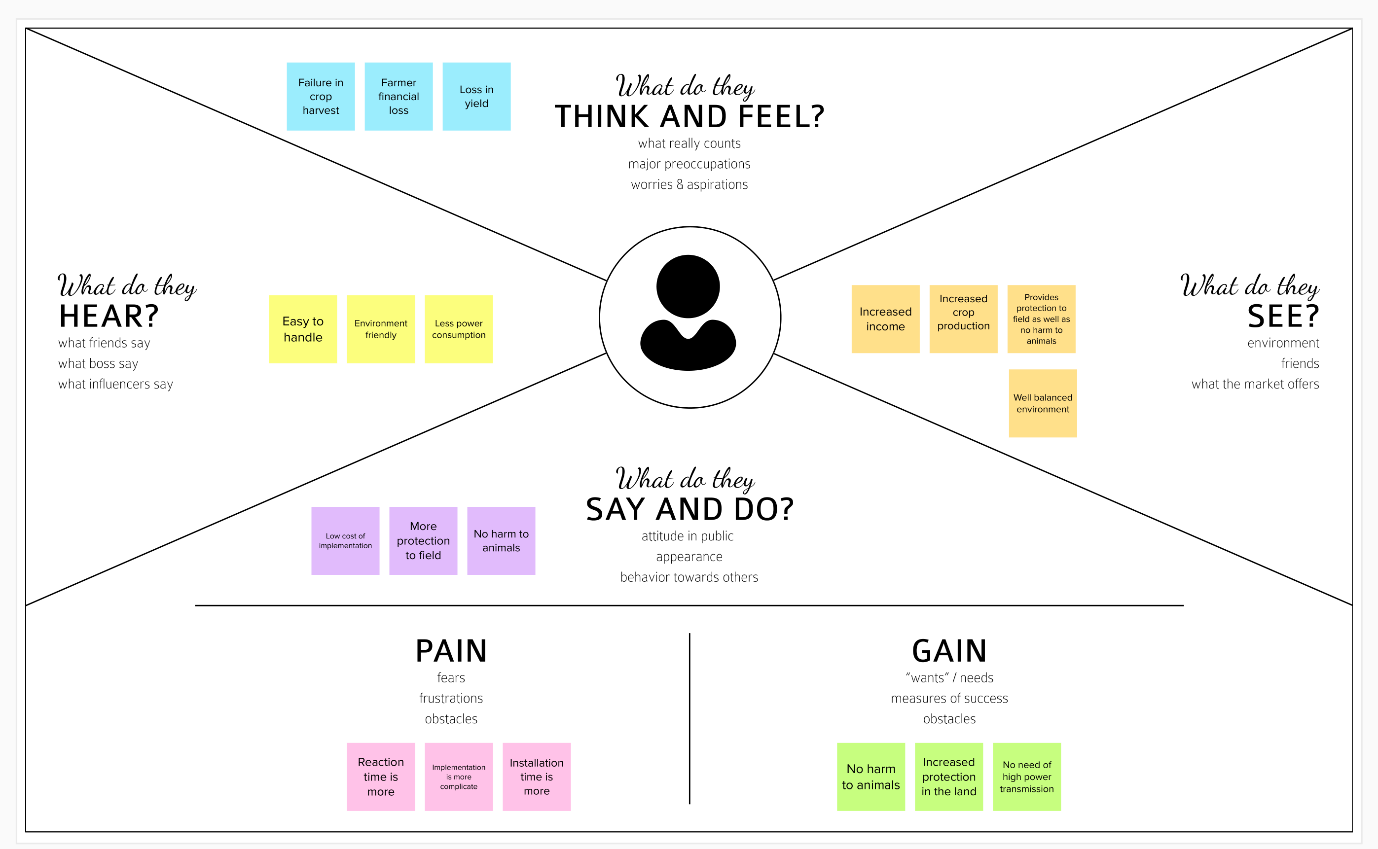 Failure in
crop
harvest
Farmer
financial
loss
Loss in
yield
What do they
THINK AND FEEL?
what really counts
major preoccupations
worries & aspirations
What do they
HEAR?
what friends say
what boss say
what influencers say
Easy to
handle
Environment
friendly
Less power
consumption
Increased
income
Increased
crop
production
Provides
protection to
field as well as
no harm to
animals
Well balanced
environment
What do they
SEE?
environment
friends
what the market offers
What do they
SAY AND DO?
attitude in public
appearance
behavior towards others
Low cost of
implementation
More
protection
to field
No harm to
animals
PAIN
fears
frustrations
obstacles
Reaction
time is
more
Implementation
is more
complicate
Installation
time is
more
GAIN
"wants" / needs
measures of success
obstacles
No harm
to animals
Increased
protection
in the land
No need of
high power
transmission